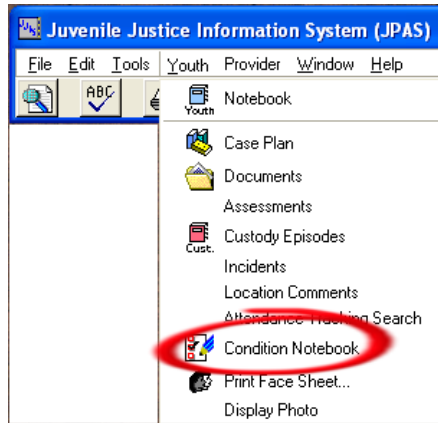 Juvenile Justice Information System (JPAS)
File Edit Tools Youth Provider Window Help
ABC
Youth Notebook
Case Plan
Documents
Assessments
Cust. Custody Episodes
Incidents
Location Comments
Attendance Tracking Search
Condition Notebook
Print Face Sheet...
Display Photo